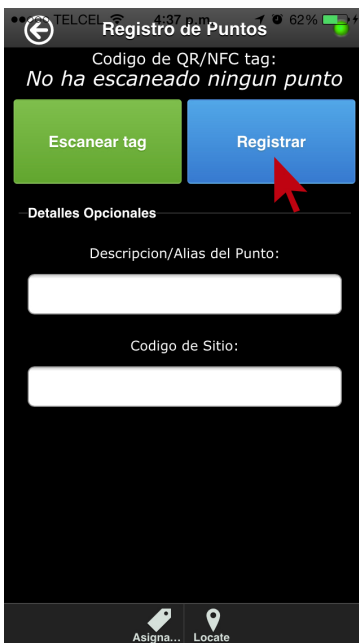 TELCEL 4:37 p.m. 62%
Registro de Puntos
Codigo de QR/NFC tag:
No ha escaneado ningun punto
Escanear tag
Registrar
Detalles Opcionales
Descripcion/Alias del Punto:
Codigo de Sitio:
Asigna... Locate